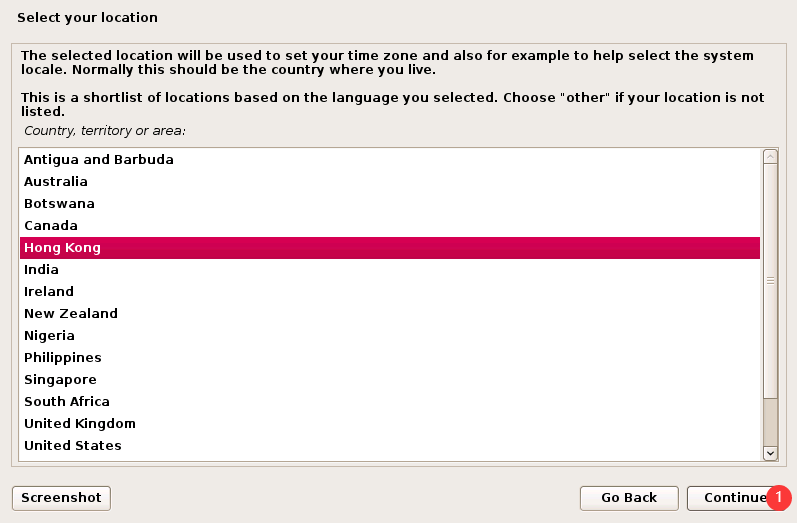 Select your location
The selected location will be used to set your time zone and also for example to help select the system
locale. Normally this should be the country where you live.
This is a shortlist of locations based on the language you selected. Choose "other" if your location is not
listed.
Country, territory or area:
Antigua and Barbuda
Australia
Botswana
Canada
Hong Kong
India
Ireland
New Zealand
Nigeria
Philippines
Singapore
South Africa
United Kingdom
United States
Screenshot
Go Back
Continue
1